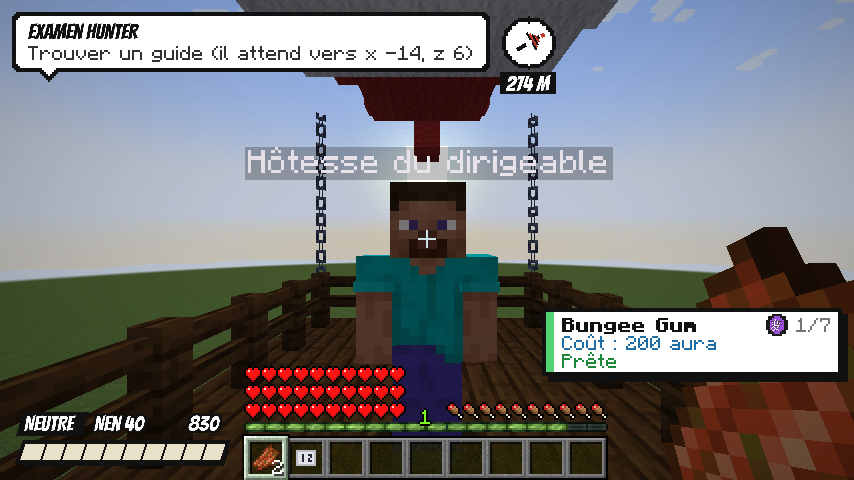 EXAMEN HUNTER
Trouver un guide (il attend vers x -14, z 6)
274 M
Hôtesse du dirigeable
Bungee Gum 1/7
Coût : 200 aura
Prête
NEUTRE NEN 40 830
1
2
12